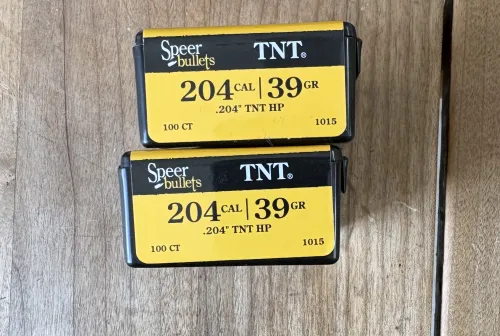 Speer bullets TNT®
204 CAL | 39 GR
.204" TNT HP
100 CT 1015
Speer bullets TNT®
204 CAL | 39 GR
.204" TNT HP
100 CT 1015